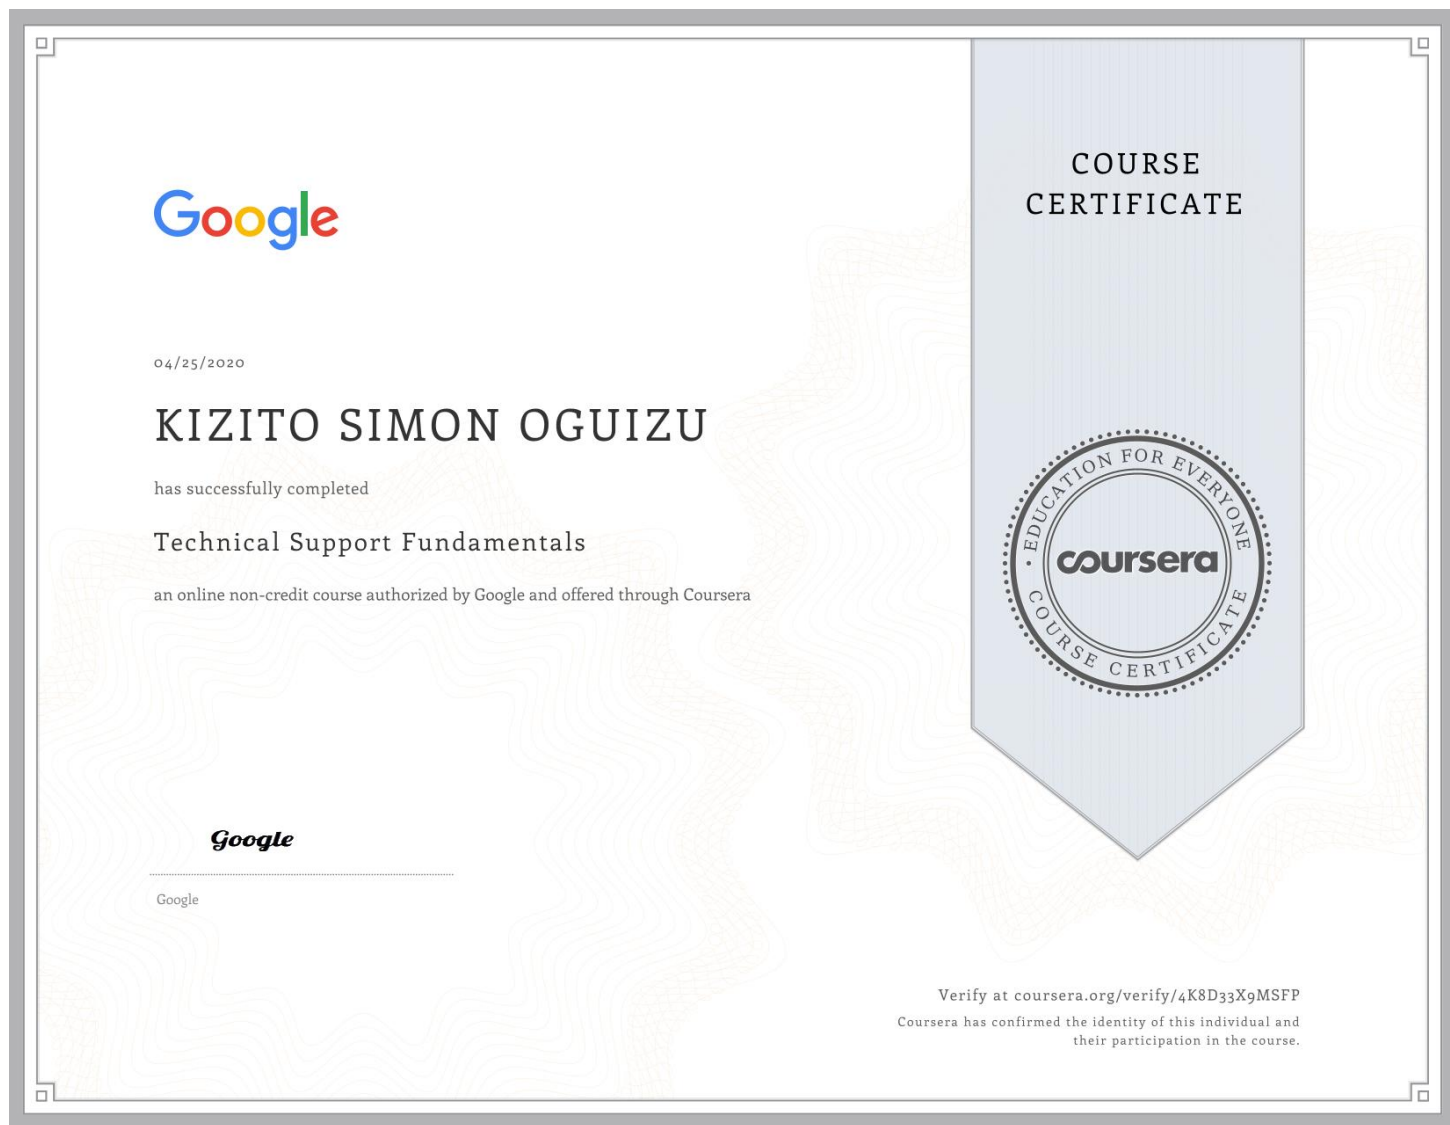 COURSE
CERTIFICATE
Google
04/25/2020
KIZITO SIMON OGUIZU
has successfully completed
Technical Support Fundamentals
an online non-credit course authorized by Google and offered through Coursera
• EDUCATION FOR EVERYONE •
coursera
COURSE CERTIFICATE
Google
Google
Verify at coursera.org/verify/4K8D33X9MSFP
Coursera has confirmed the identity of this individual and
their participation in the course.